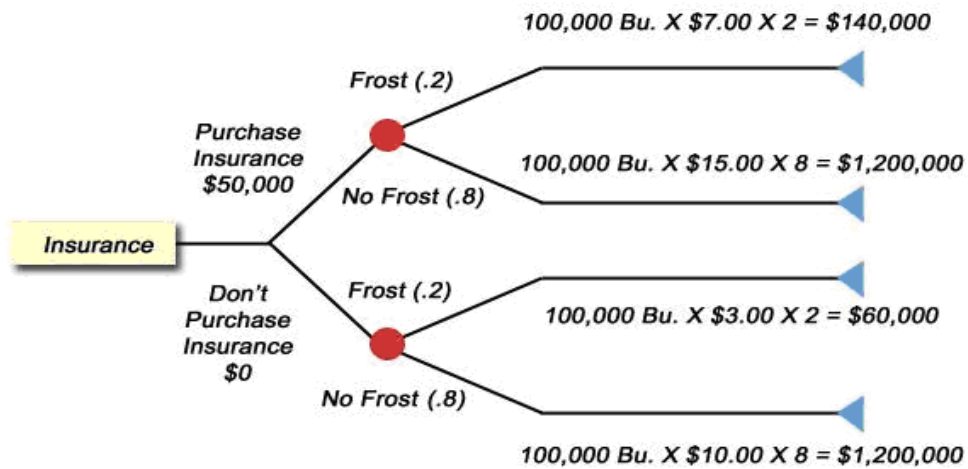 100,000 Bu. X $7.00 X 2 = $140,000
Frost (.2)
Purchase
Insurance
$50,000
100,000 Bu. X $15.00 X 8 = $1,200,000
No Frost (.8)
Insurance
Don't
Purchase
Insurance
$0
Frost (.2)
100,000 Bu. X $3.00 X 2 = $60,000
No Frost (.8)
100,000 Bu. X $10.00 X 8 = $1,200,000